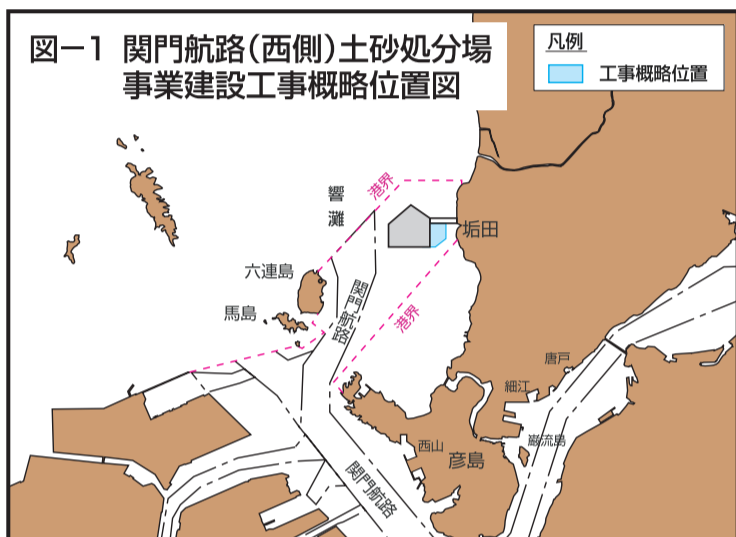 図－1 関門航路(西側)土砂処分場
事業建設工事概略位置図
凡例
工事概略位置
響灘
港界
垢田
六連島
関門航路
馬島
港界
唐戸
細江
巌流島
西山
彦島
関門航路